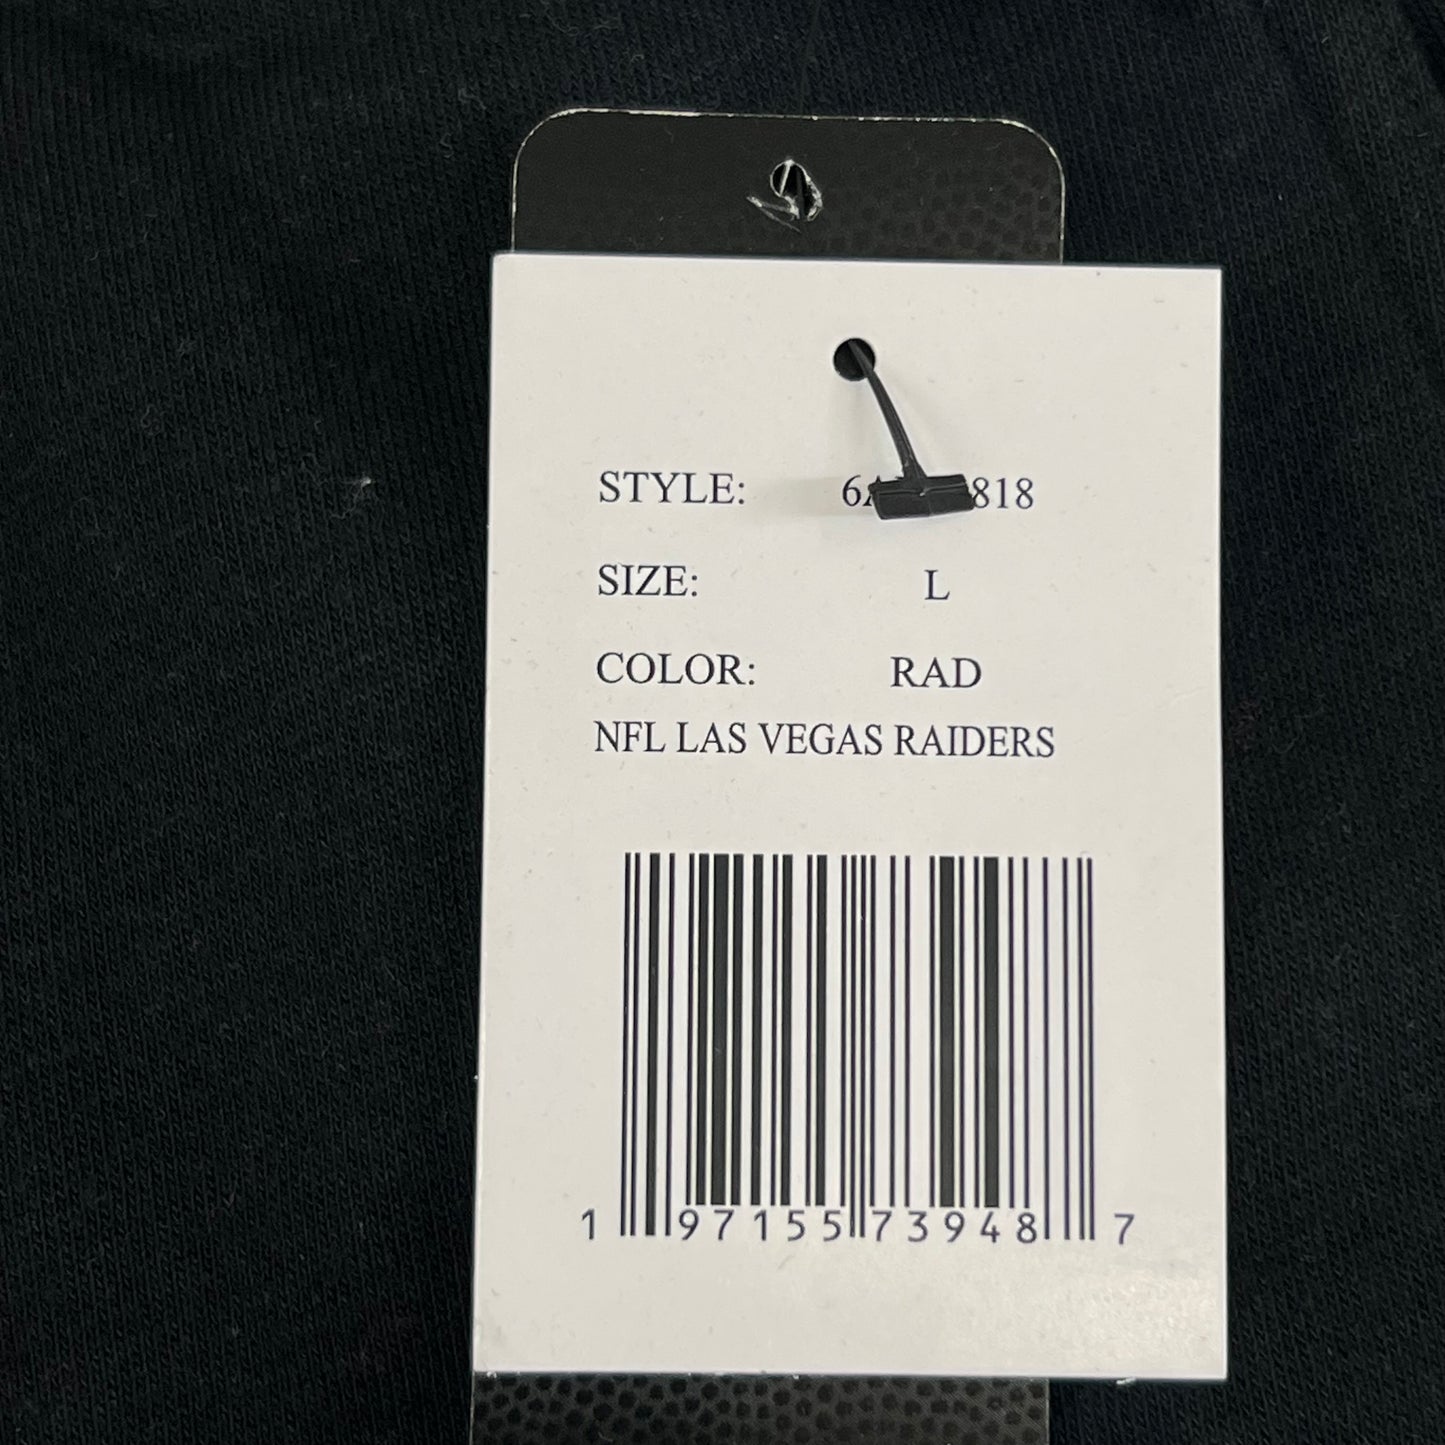 STYLE:
SIZE: L
COLOR: RAD
NFL LAS VEGAS RAIDERS
1 97155 73948 7